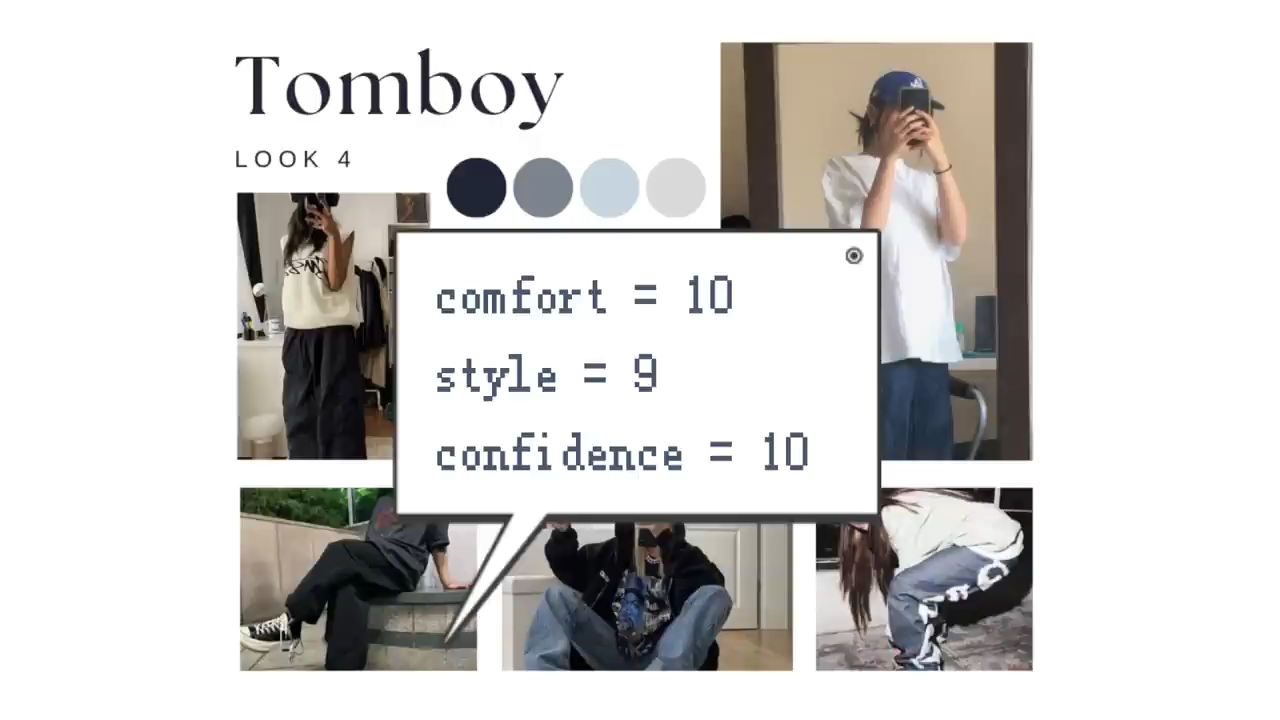 Tomboy
LOOK 4
comfort = 10
style = 9
confidence = 10